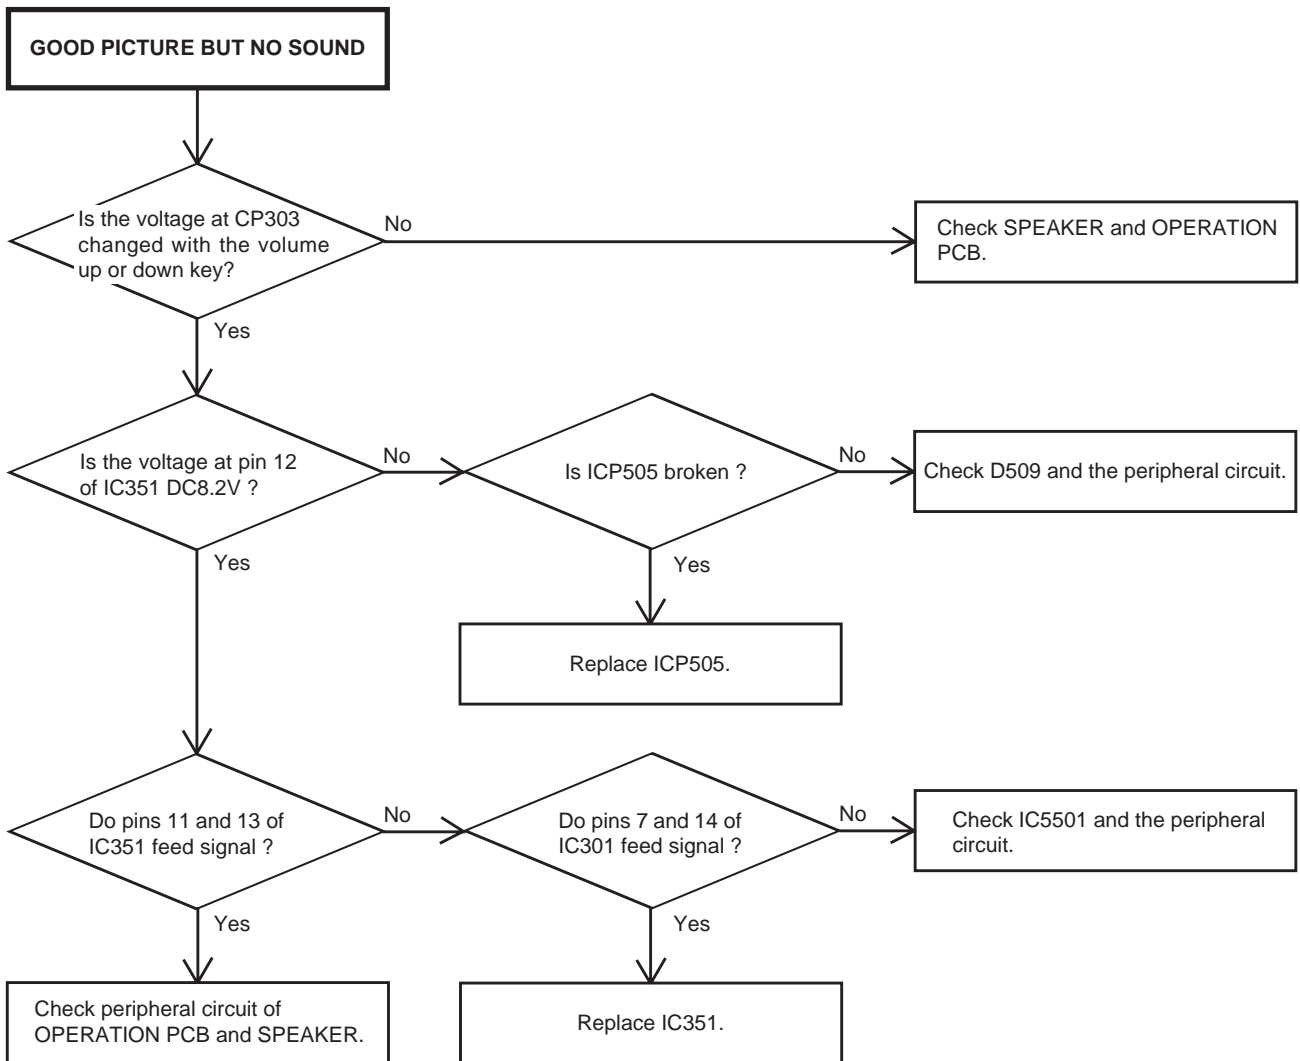 GOOD PICTURE BUT NO SOUND
Is the voltage at CP303
changed with the volume
up or down key?
No
Check SPEAKER and OPERATION
PCB.
Yes
Is the voltage at pin 12
of IC351 DC8.2V ?
No
Is ICP505 broken ?
No
Check D509 and the peripheral circuit.
Yes
Yes
Replace ICP505.
Do pins 11 and 13 of
IC351 feed signal ?
No
Do pins 7 and 14 of
IC301 feed signal ?
No
Check IC5501 and the peripheral
circuit.
Yes
Yes
Check peripheral circuit of
OPERATION PCB and SPEAKER.
Replace IC351.